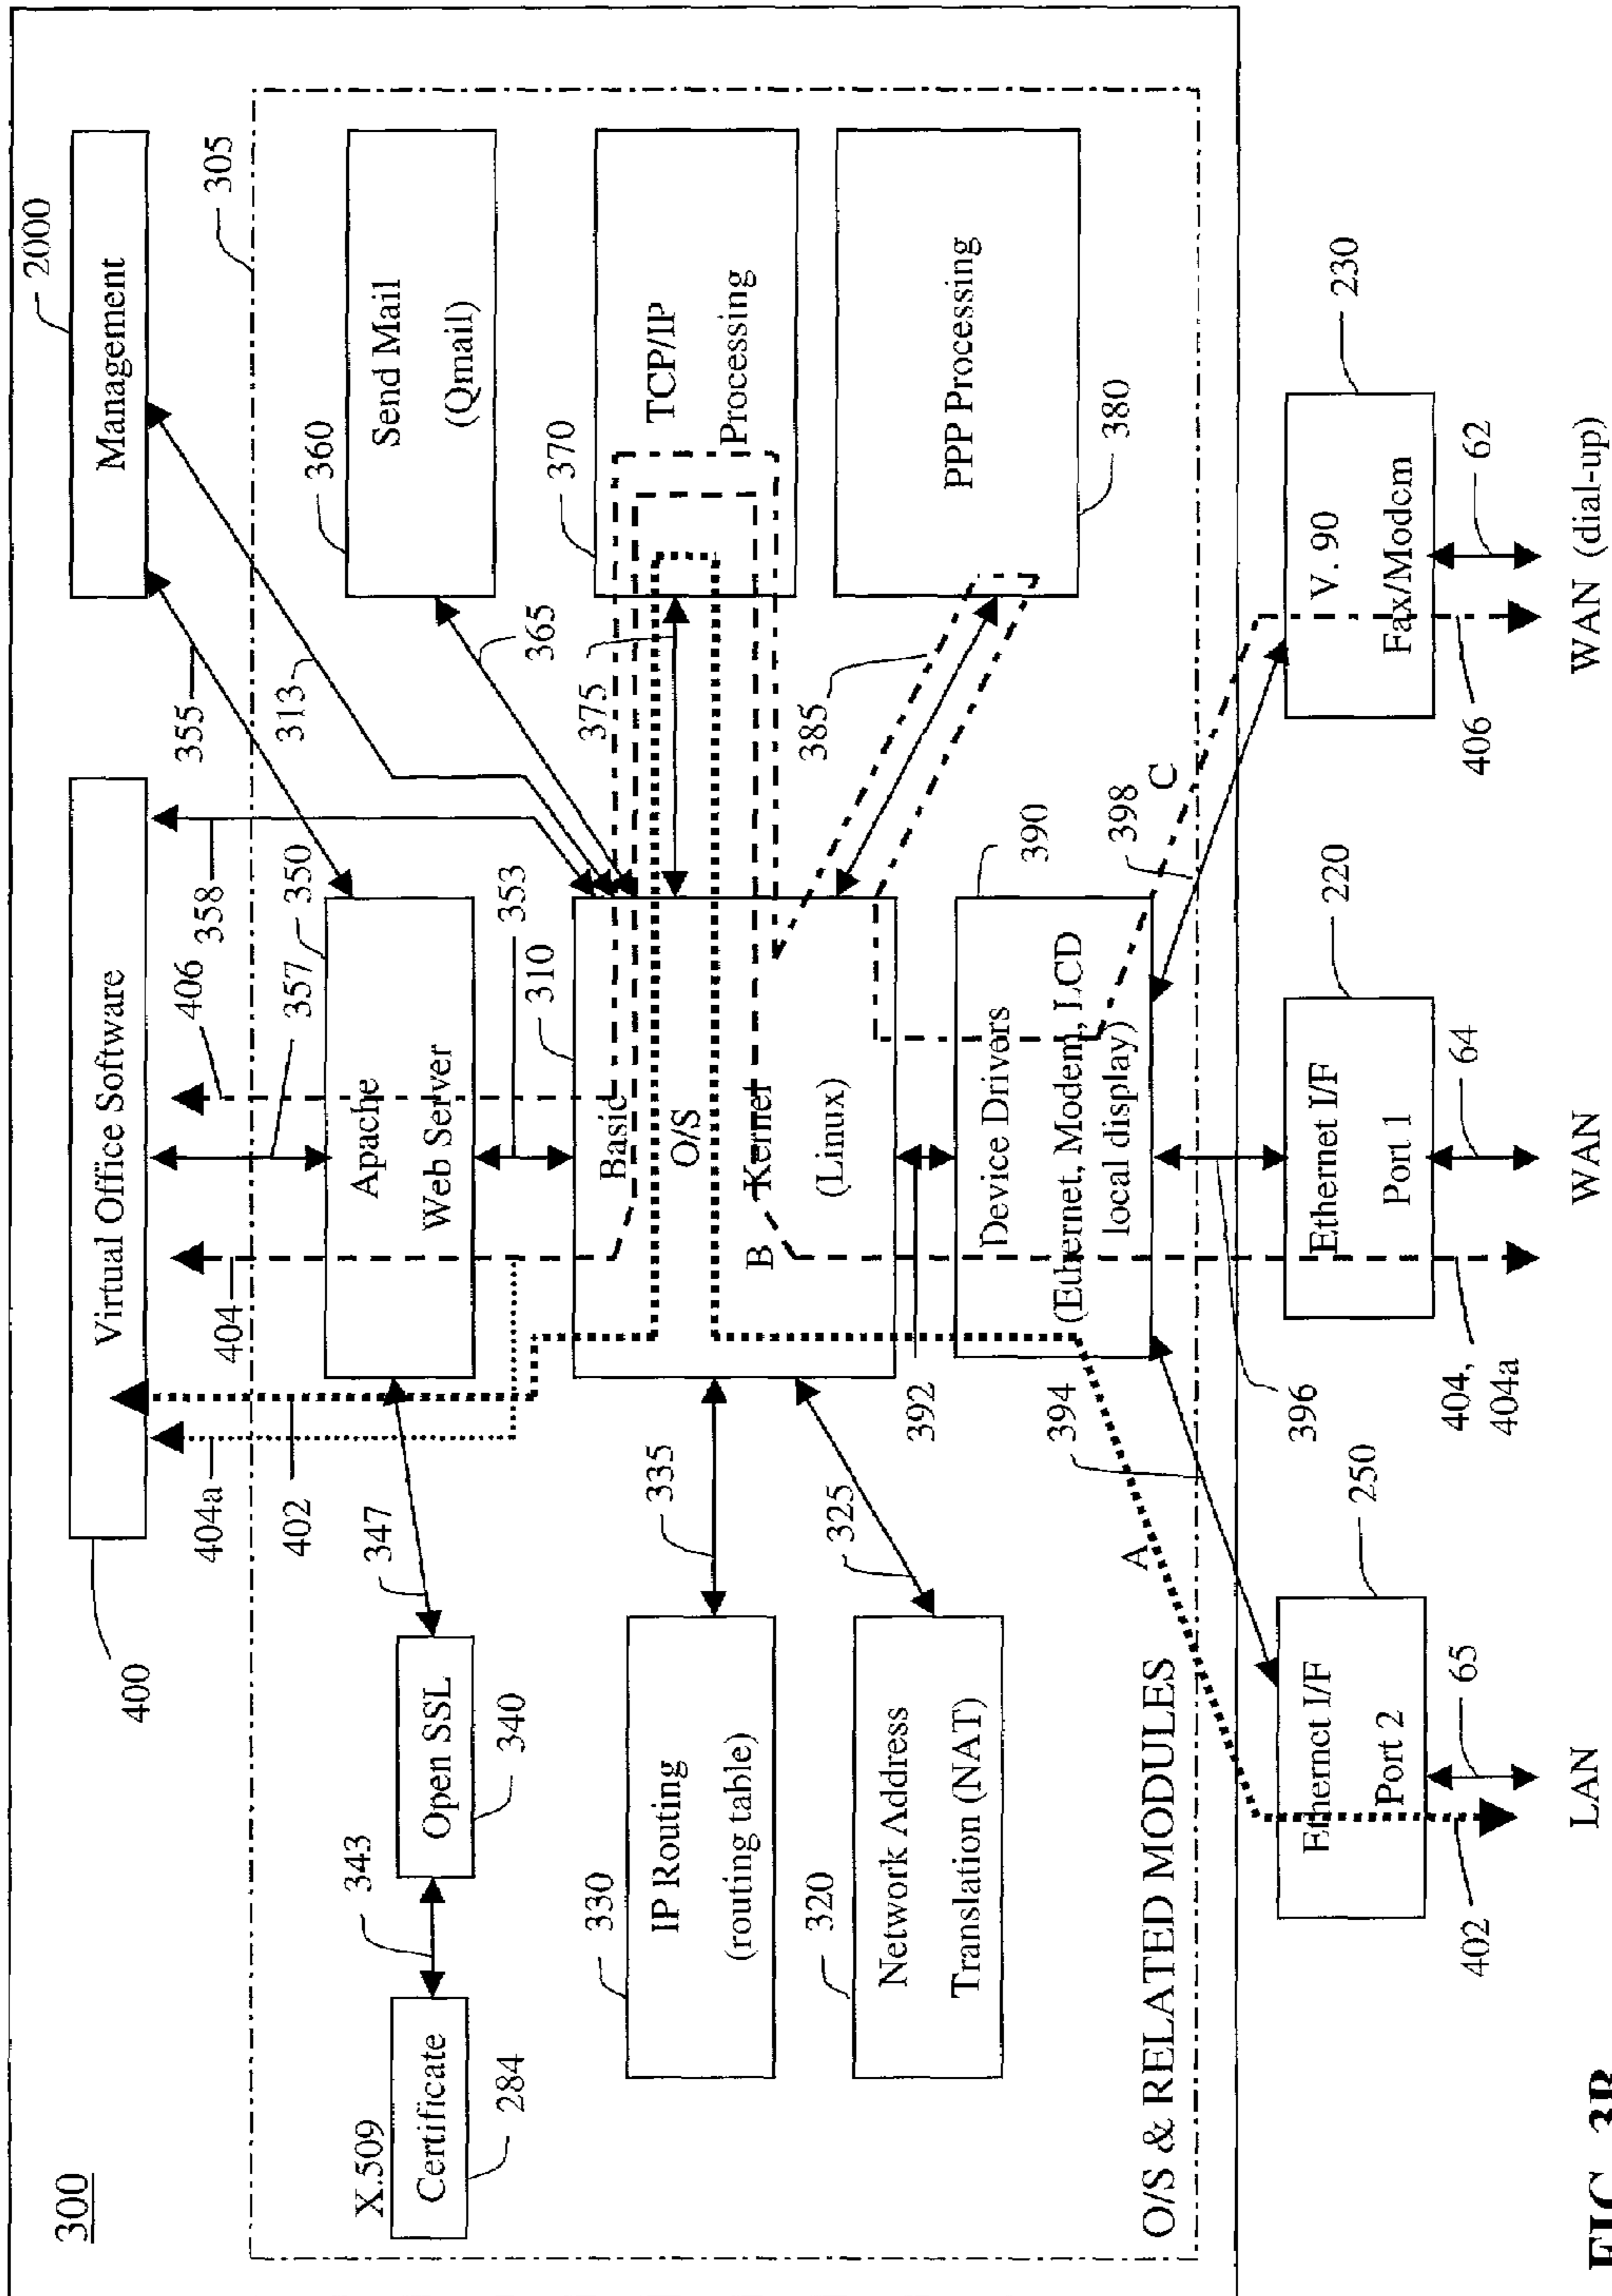 300
Virtual Office Software
400
Management
2000
305
355
313
358
357
350
406
404
404a
402
347
X.509
Certificate
284
343
Open SSL
340
Apache
Web Server
353
310
Basic
O/S
Kernel
(Linux)
B
Send Mail
(Qmail)
360
365
TCP/IP
Processing
370
375
PPP Processing
380
385
IP Routing
(routing table)
330
335
Network Address
Translation (NAT)
320
325
392
Device Drivers
(Ethernet, Modem, LCD
local display)
390
394
A
396
398
C
O/S & RELATED MODULES
Ethernet I/F
Port 2
250
65
402
LAN
Ethernet I/F
Port 1
220
64
404,
404a
WAN
V. 90
Fax/Modem
230
62
406
WAN (dial-up)
FIG. 3B